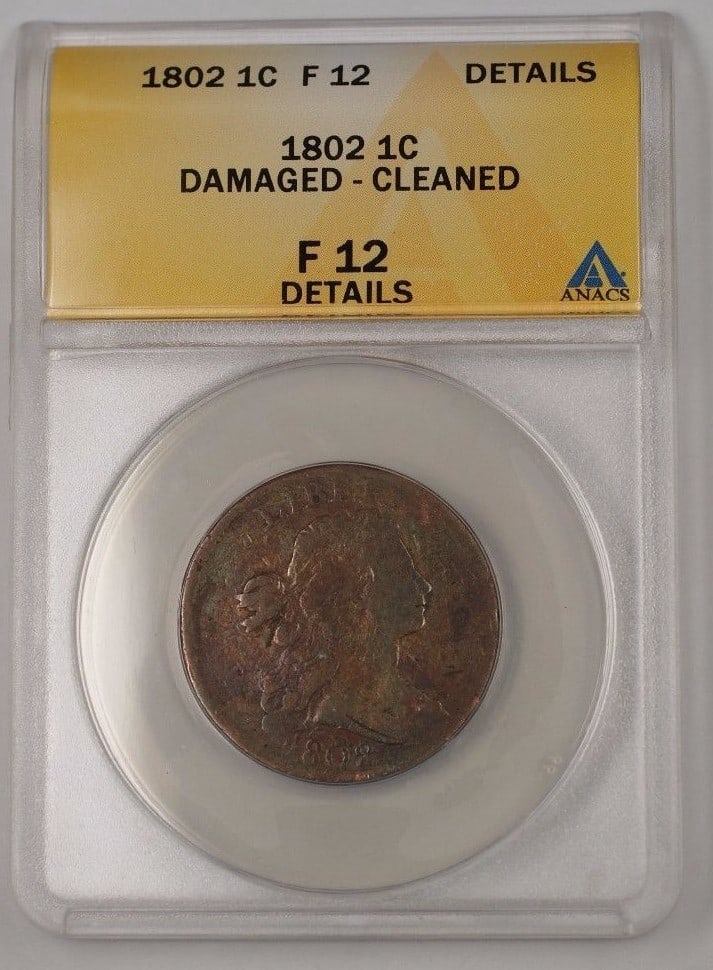 1802 1C F 12 DETAILS
1802 1C
DAMAGED - CLEANED
F 12
DETAILS
ANACS